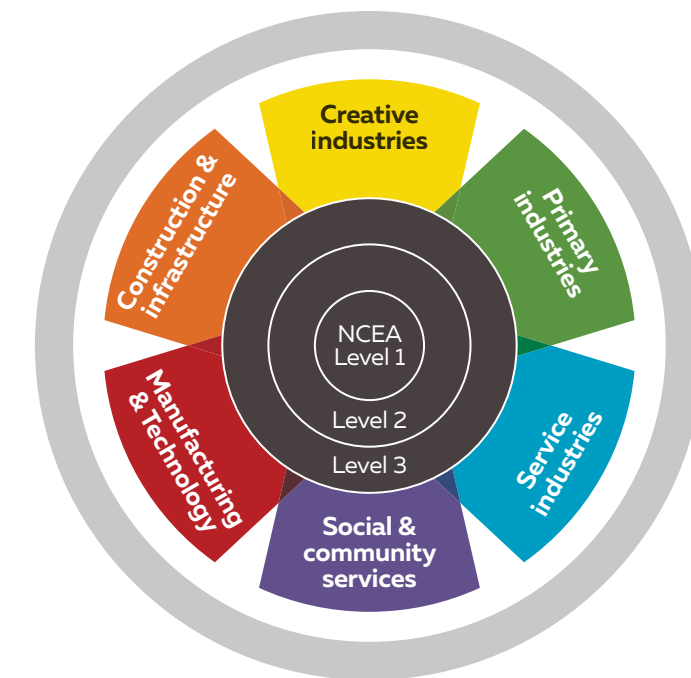 Creative
industries
Primary
industries
Service
industries
Social &
community
services
Manufacturing
& Technology
Construction &
infrastructure
NCEA
Level 1
Level 2
Level 3